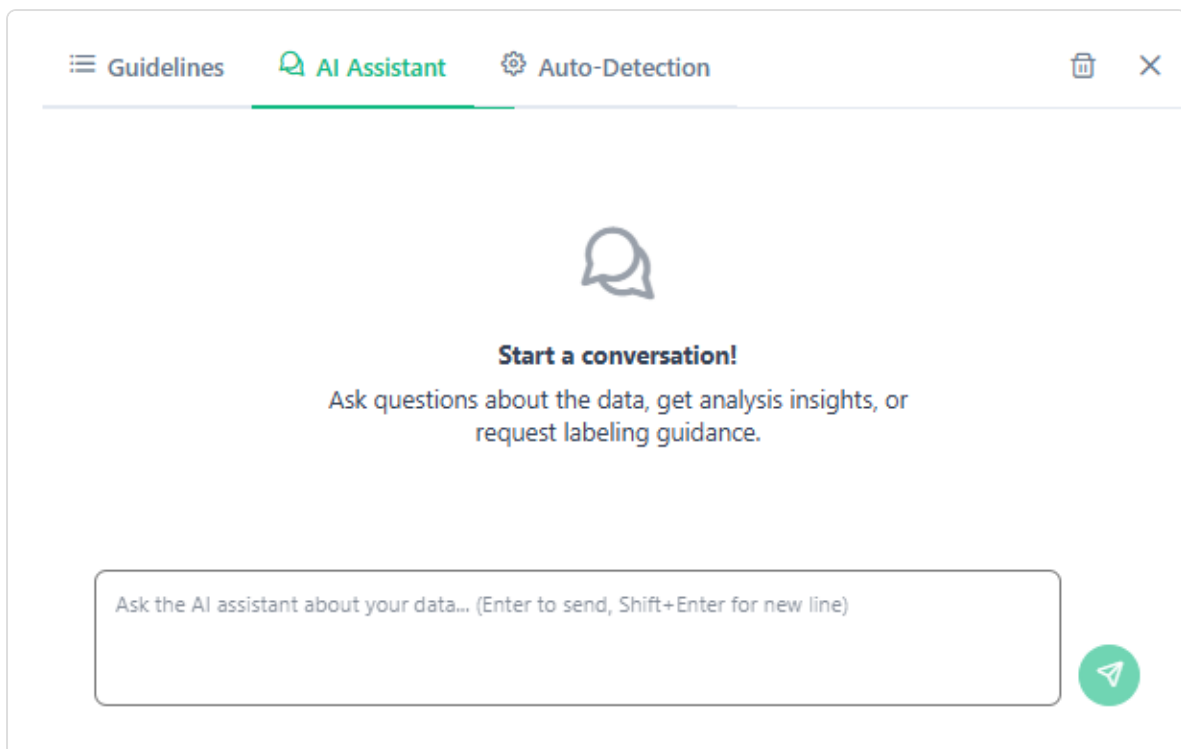 Guidelines AI Assistant Auto-Detection
Start a conversation!
Ask questions about the data, get analysis insights, or
request labeling guidance.
Ask the AI assistant about your data... (Enter to send, Shift+Enter for new line)